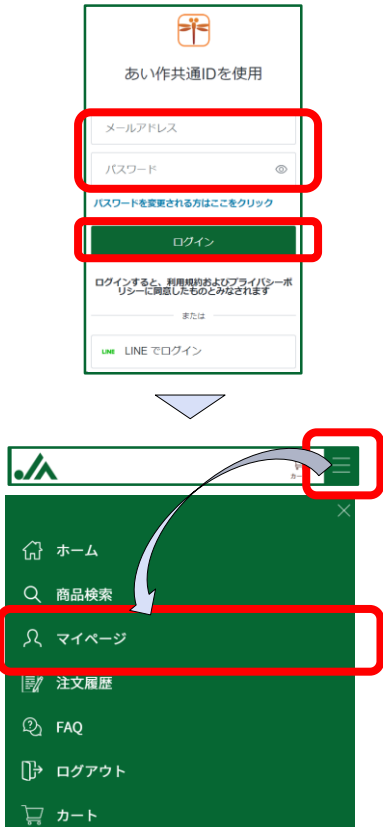 あい作共通IDを使用
メールアドレス
パスワード
パスワードを変更される方はここをクリック
ログイン
ログインすると、利用規約およびプライバシーポ
リシーに同意したものとみなされます
または
LINE LINE でログイン
JA
ホーム
商品検索
マイページ
注文履歴
FAQ
ログアウト
カート